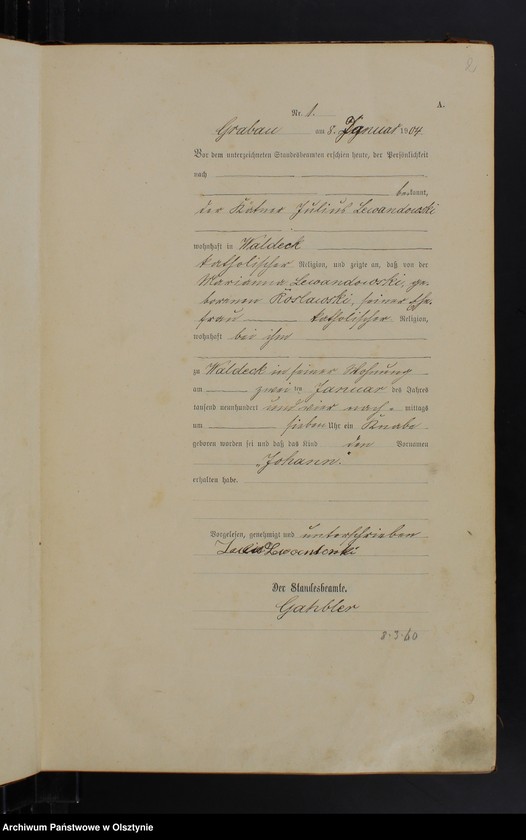 2
A.
Nr. 1.
Grabau am 8. Januar 1904
Vor dem unterzeichneten Standesbeamten erschien heute, der Persönlichkeit
nach
bekannt,
der Kätner Julius Lewandowski
wohnhaft in Waldeck
katholischer Religion, und zeigte an, daß von der
Marianna Lewandowski, ge-
borenen Koslowski, seiner Ehe-
frau katholischer Religion,
wohnhaft bei ihm
zu Waldeck in seiner Wohnung
am zwei ten Januar des Jahres
tausend neunhundert und vier nach- mittags
um sieben Uhr ein Knabe
geboren worden sei und daß das Kind den Vornamen
"Johann."
erhalten habe.
Vorgelesen, genehmigt und unterschrieben
Lewandowski
Der Standesbeamte.
8.3.60
Archiwum Państwowe w Olsztynie